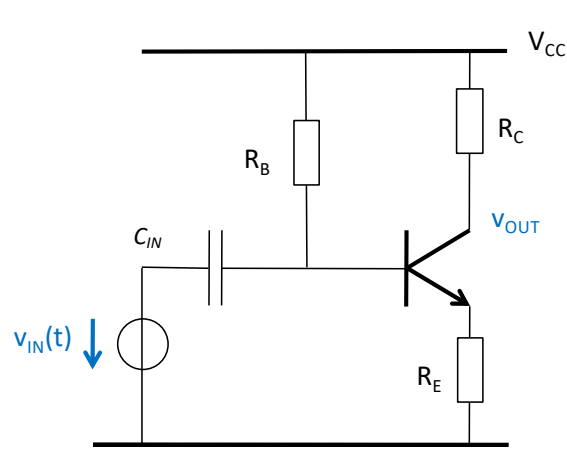 V_CC
R_C
R_B
v_OUT
C_IN
v_IN(t)
R_E